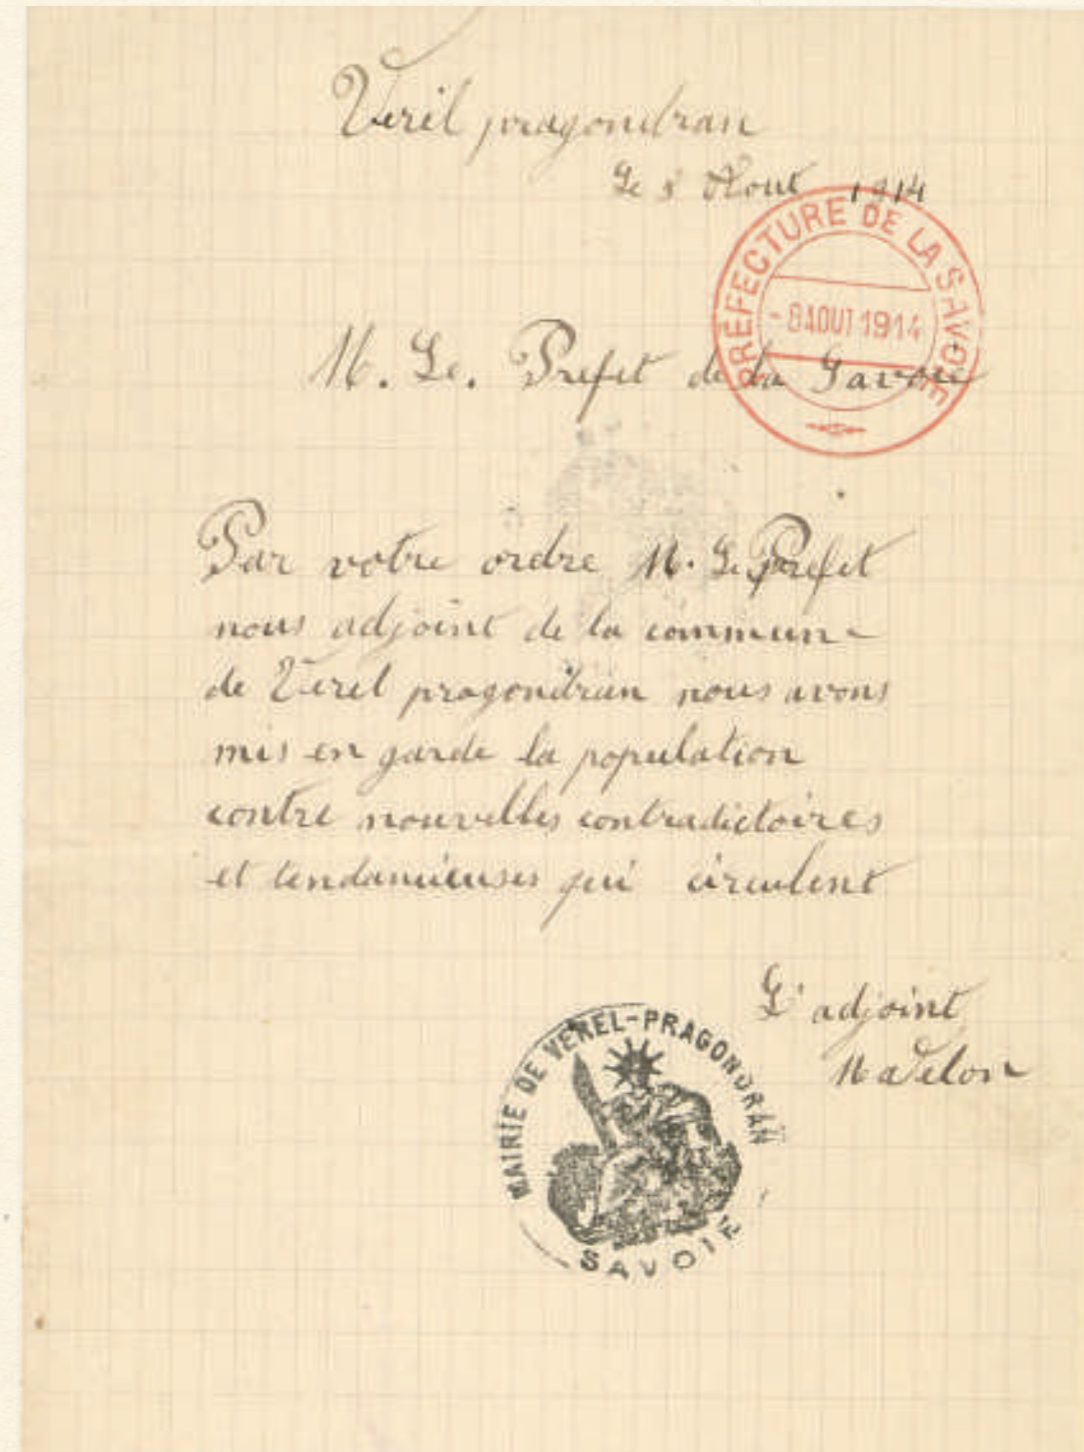 Verel pragondran
Le Aout 1914
PRÉFECTURE DE LA SAVOIE
- 8 AOUT 1914
M. Le. Prefet de la Savoie
Par votre ordre M. Le Prefet
nous adjoint de la commune
de Verel pragondran nous avons
mis en garde la population
contre nouvelles contradictoires
et tendancieuses qui circulent
L'adjoint
Madelon
MAIRIE DE VEREL-PRAGONDRAN
SAVOIE